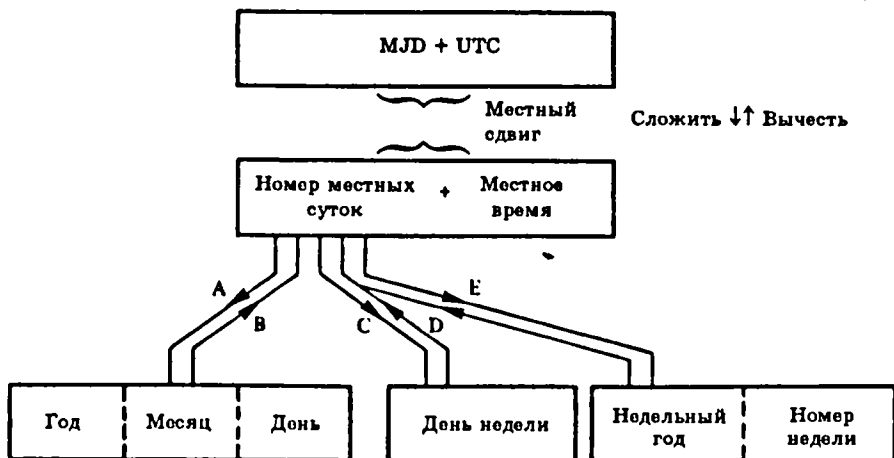 MJD + UTC
Местный
сдвиг
Сложить ↓↑ Вычесть
Номер местных + Местное
суток время
A
B
C
D
E
Год Месяц День
День недели
Недельный Номер
год недели